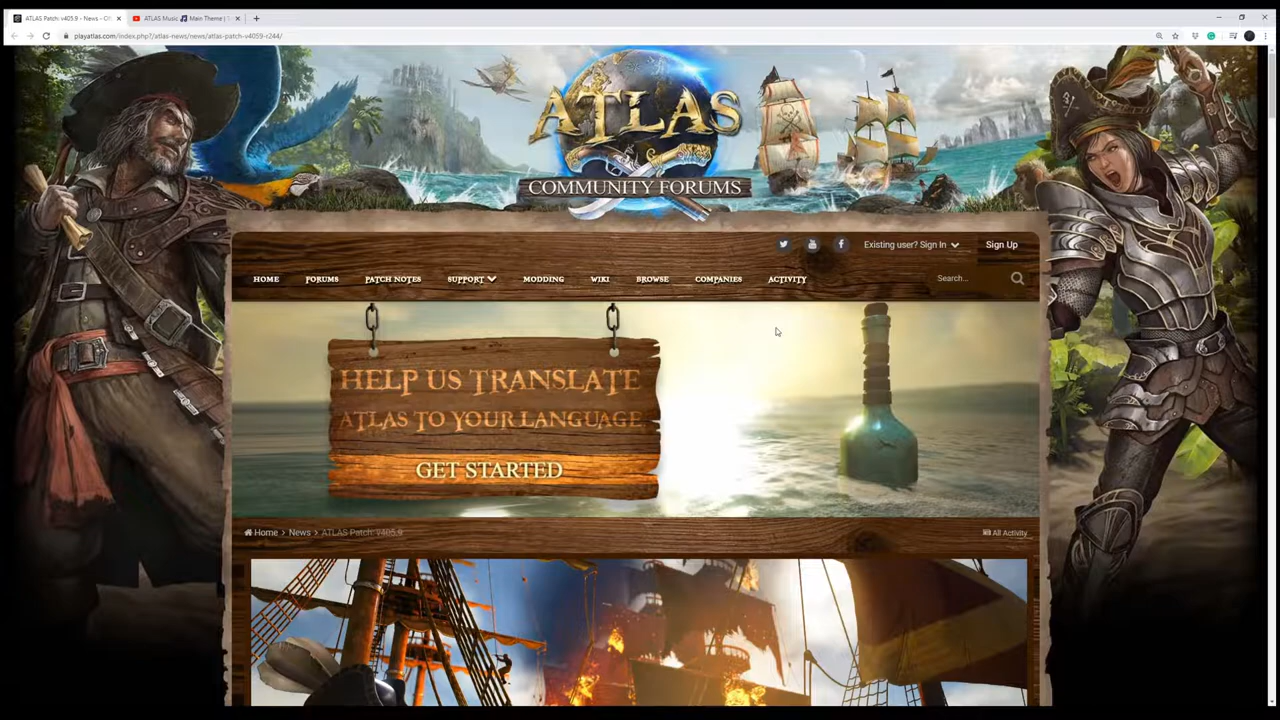 ATLAS Patch: v405.9 - News - Of
ATLAS Music 🎵 Main Theme | T
playatlas.com/index.php?/atlas-news/news/atlas-patch-v4059-r244/
ATLAS
COMMUNITY FORUMS
Existing user? Sign In
Sign Up
HOME
FORUMS
PATCH NOTES
SUPPORT
MODDING
WIKI
BROWSE
COMPANIES
ACTIVITY
Search...
HELP US TRANSLATE
ATLAS TO YOUR LANGUAGE
GET STARTED
Home > News > ATLAS Patch: v405.9
All Activity